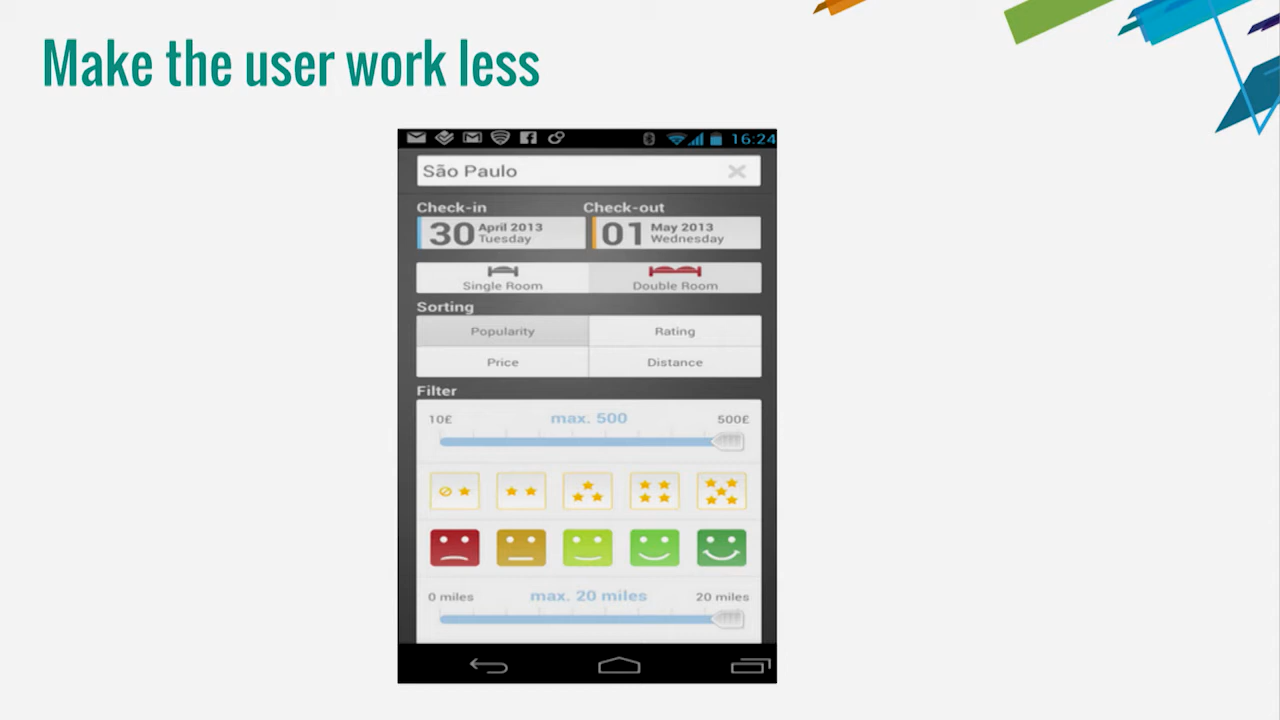 Make the user work less
16:24
São Paulo
Check-in Check-out
30 April 2013 Tuesday 01 May 2013 Wednesday
Single Room Double Room
Sorting
Popularity Rating
Price Distance
Filter
10£ max. 500 500£
0 miles max. 20 miles 20 miles